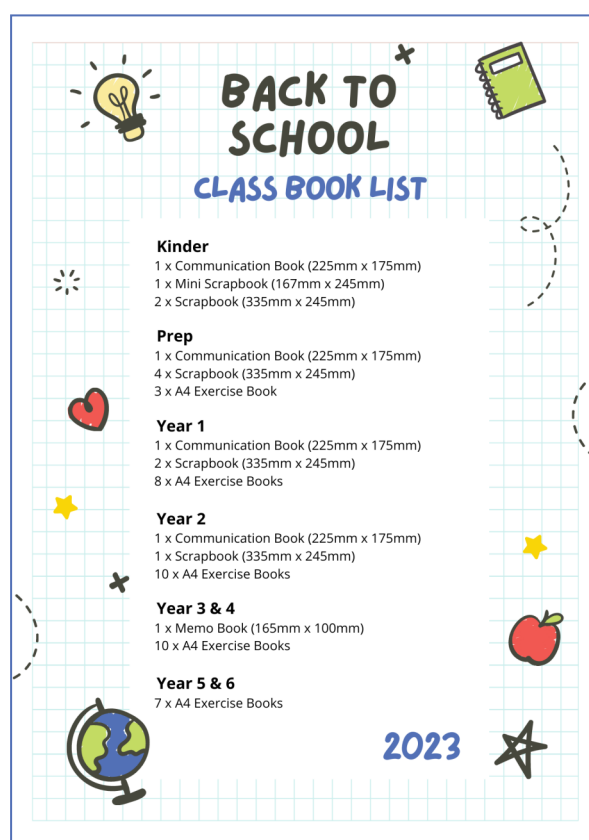 BACK TO
SCHOOL
CLASS BOOK LIST
Kinder
1 x Communication Book (225mm x 175mm)
1 x Mini Scrapbook (167mm x 245mm)
2 x Scrapbook (335mm x 245mm)
Prep
1 x Communication Book (225mm x 175mm)
4 x Scrapbook (335mm x 245mm)
3 x A4 Exercise Book
Year 1
1 x Communication Book (225mm x 175mm)
2 x Scrapbook (335mm x 245mm)
8 x A4 Exercise Books
Year 2
1 x Communication Book (225mm x 175mm)
1 x Scrapbook (335mm x 245mm)
10 x A4 Exercise Books
Year 3 & 4
1 x Memo Book (165mm x 100mm)
10 x A4 Exercise Books
Year 5 & 6
7 x A4 Exercise Books
2023